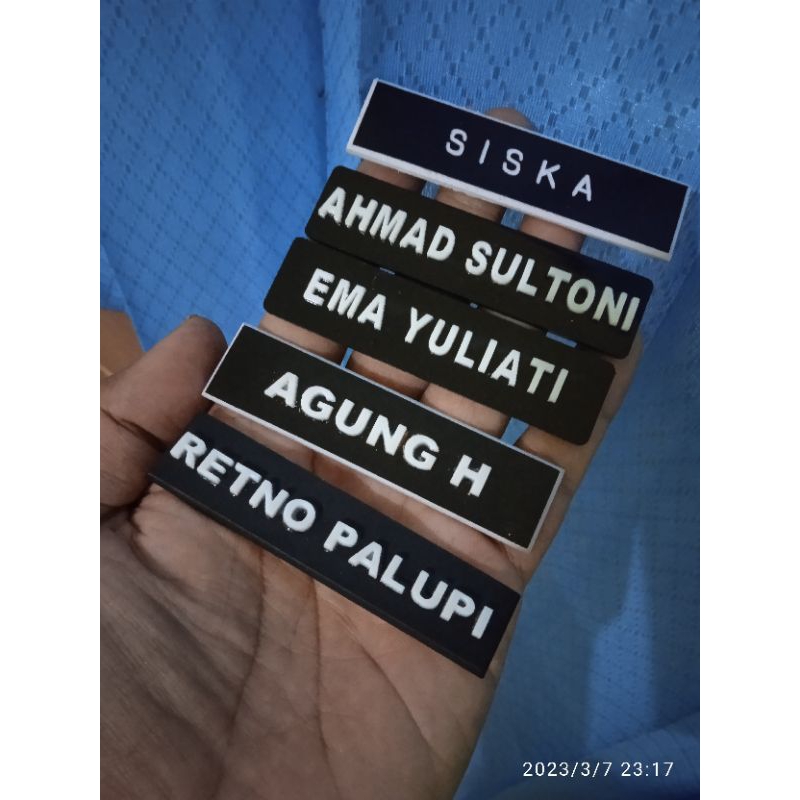 SISKA
AHMAD SULTONI
EMA YULIATI
AGUNG H
RETNO PALUPI
2023/3/7 23:17